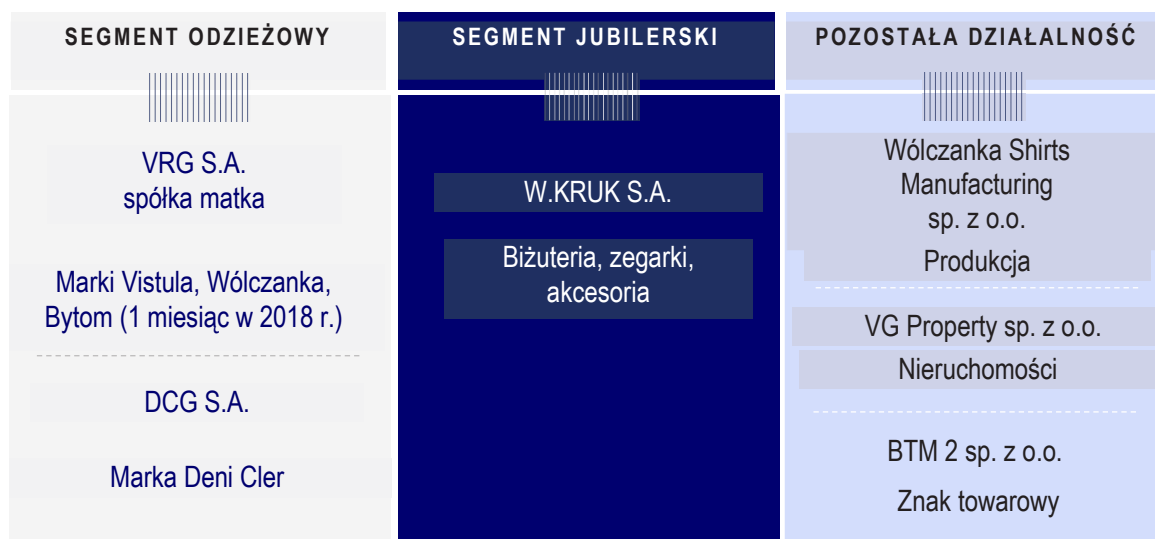 SEGMENT ODZIEŻOWY
VRG S.A.
spółka matka
Marki Vistula, Wólczanka,
Bytom (1 miesiąc w 2018 r.)
DCG S.A.
Marka Deni Cler
SEGMENT JUBILERSKI
W.KRUK S.A.
Biżuteria, zegarki,
akcesoria
POZOSTAŁA DZIAŁALNOŚĆ
Wólczanka Shirts
Manufacturing
sp. z o.o.
Produkcja
VG Property sp. z o.o.
Nieruchomości
BTM 2 sp. z o.o.
Znak towarowy